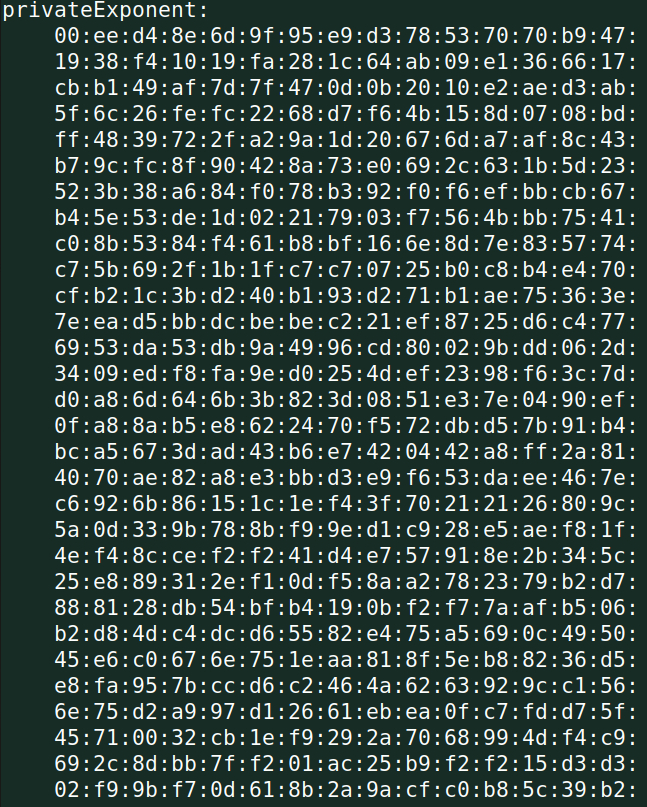 privateExponent:
00:ee:d4:8e:6d:9f:95:e9:d3:78:53:70:70:b9:47:
19:38:f4:10:19:fa:28:1c:64:ab:09:e1:36:66:17:
cb:b1:49:af:7d:7f:47:0d:0b:20:10:e2:ae:d3:ab:
5f:6c:26:fe:fc:22:68:d7:f6:4b:15:8d:07:08:bd:
ff:48:39:72:2f:a2:9a:1d:20:67:6d:a7:af:8c:43:
b7:9c:fc:8f:90:42:8a:73:e0:69:2c:63:1b:5d:23:
52:3b:38:a6:84:f0:78:b3:92:f0:f6:ef:bb:cb:67:
b4:5e:53:de:1d:02:21:79:03:f7:56:4b:bb:75:41:
c0:8b:53:84:f4:61:b8:bf:16:6e:8d:7e:83:57:74:
c7:5b:69:2f:1b:1f:c7:c7:07:25:b0:c8:b4:e4:70:
cf:b2:1c:3b:d2:40:b1:93:d2:71:b1:ae:75:36:3e:
7e:ea:d5:bb:dc:be:be:c2:21:ef:87:25:d6:c4:77:
69:53:da:53:db:9a:49:96:cd:80:02:9b:dd:06:2d:
34:09:ed:f8:fa:9e:d0:25:4d:ef:23:98:f6:3c:7d:
d0:a8:6d:64:6b:3b:82:3d:08:51:e3:7e:04:90:ef:
0f:a8:8a:b5:e8:62:24:70:f5:72:db:d5:7b:91:b4:
bc:a5:67:3d:ad:43:b6:e7:42:04:42:a8:ff:2a:81:
40:70:ae:82:a8:e3:bb:d3:e9:f6:53:da:ee:46:7e:
c6:92:6b:86:15:1c:1e:f4:3f:70:21:21:26:80:9c:
5a:0d:33:9b:78:8b:f9:9e:d1:c9:28:e5:ae:f8:1f:
4e:f4:8c:ce:f2:f2:41:d4:e7:57:91:8e:2b:34:5c:
25:e8:89:31:2e:f1:0d:f5:8a:a2:78:23:79:b2:d7:
88:81:28:db:54:bf:b4:19:0b:f2:f7:7a:af:b5:06:
b2:d8:4d:c4:dc:d6:55:82:e4:75:a5:69:0c:49:50:
45:e6:c0:67:6e:75:1e:aa:81:8f:5e:b8:82:36:d5:
e8:fa:95:7b:cc:d6:c2:46:4a:62:63:92:9c:c1:56:
6e:75:d2:a9:97:d1:26:61:eb:ea:0f:c7:fd:d7:5f:
45:71:00:32:cb:1e:f9:29:2a:70:68:99:4d:f4:c9:
69:2c:8d:bb:7f:f2:01:ac:25:b9:f2:f2:15:d3:d3:
02:f9:9b:f7:0d:61:8b:2a:9a:cf:c0:b8:5c:39:b2: